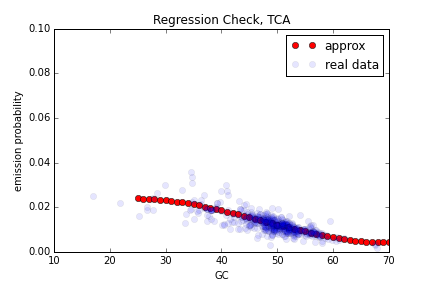 Regression Check, TCA
0.10
0.08
0.06
0.04
0.02
0.00
emission probability
approx
real data
10 20 30 40 50 60 70
GC